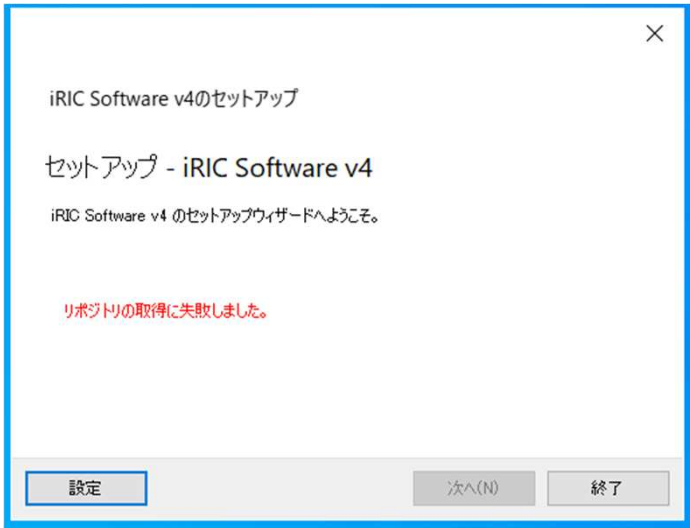 iRIC Software v4のセットアップ
セットアップ - iRIC Software v4
iRIC Software v4 のセットアップウィザードへようこそ。
リポジトリの取得に失敗しました。
設定
次へ(N)
終了